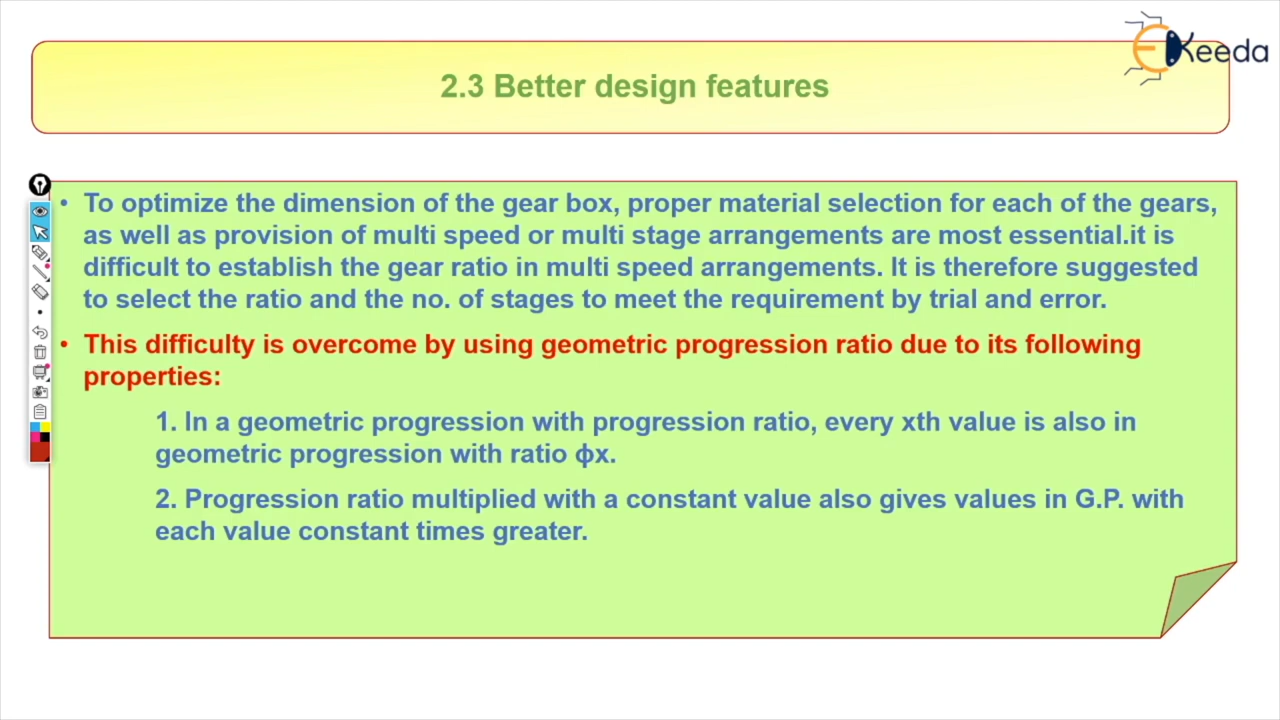 EKeeda
2.3 Better design features
• To optimize the dimension of the gear box, proper material selection for each of the gears,
as well as provision of multi speed or multi stage arrangements are most essential.it is
difficult to establish the gear ratio in multi speed arrangements. It is therefore suggested
to select the ratio and the no. of stages to meet the requirement by trial and error.
• This difficulty is overcome by using geometric progression ratio due to its following
properties:
1. In a geometric progression with progression ratio, every xth value is also in
geometric progression with ratio ϕx.
2. Progression ratio multiplied with a constant value also gives values in G.P. with
each value constant times greater.